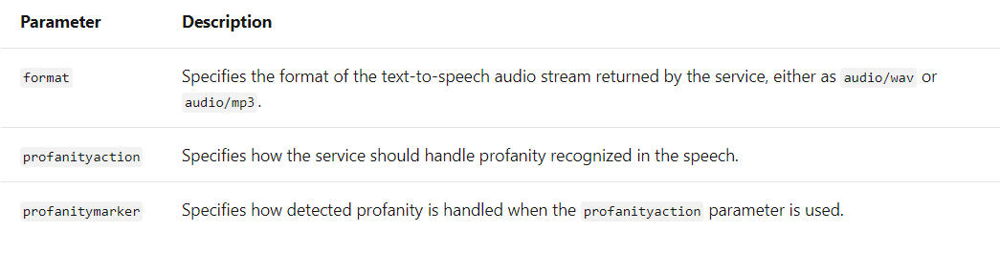 Parameter Description
format Specifies the format of the text-to-speech audio stream returned by the service, either as audio/wav or
audio/mp3.
profanityaction Specifies how the service should handle profanity recognized in the speech.
profanitymarker Specifies how detected profanity is handled when the profanityaction parameter is used.